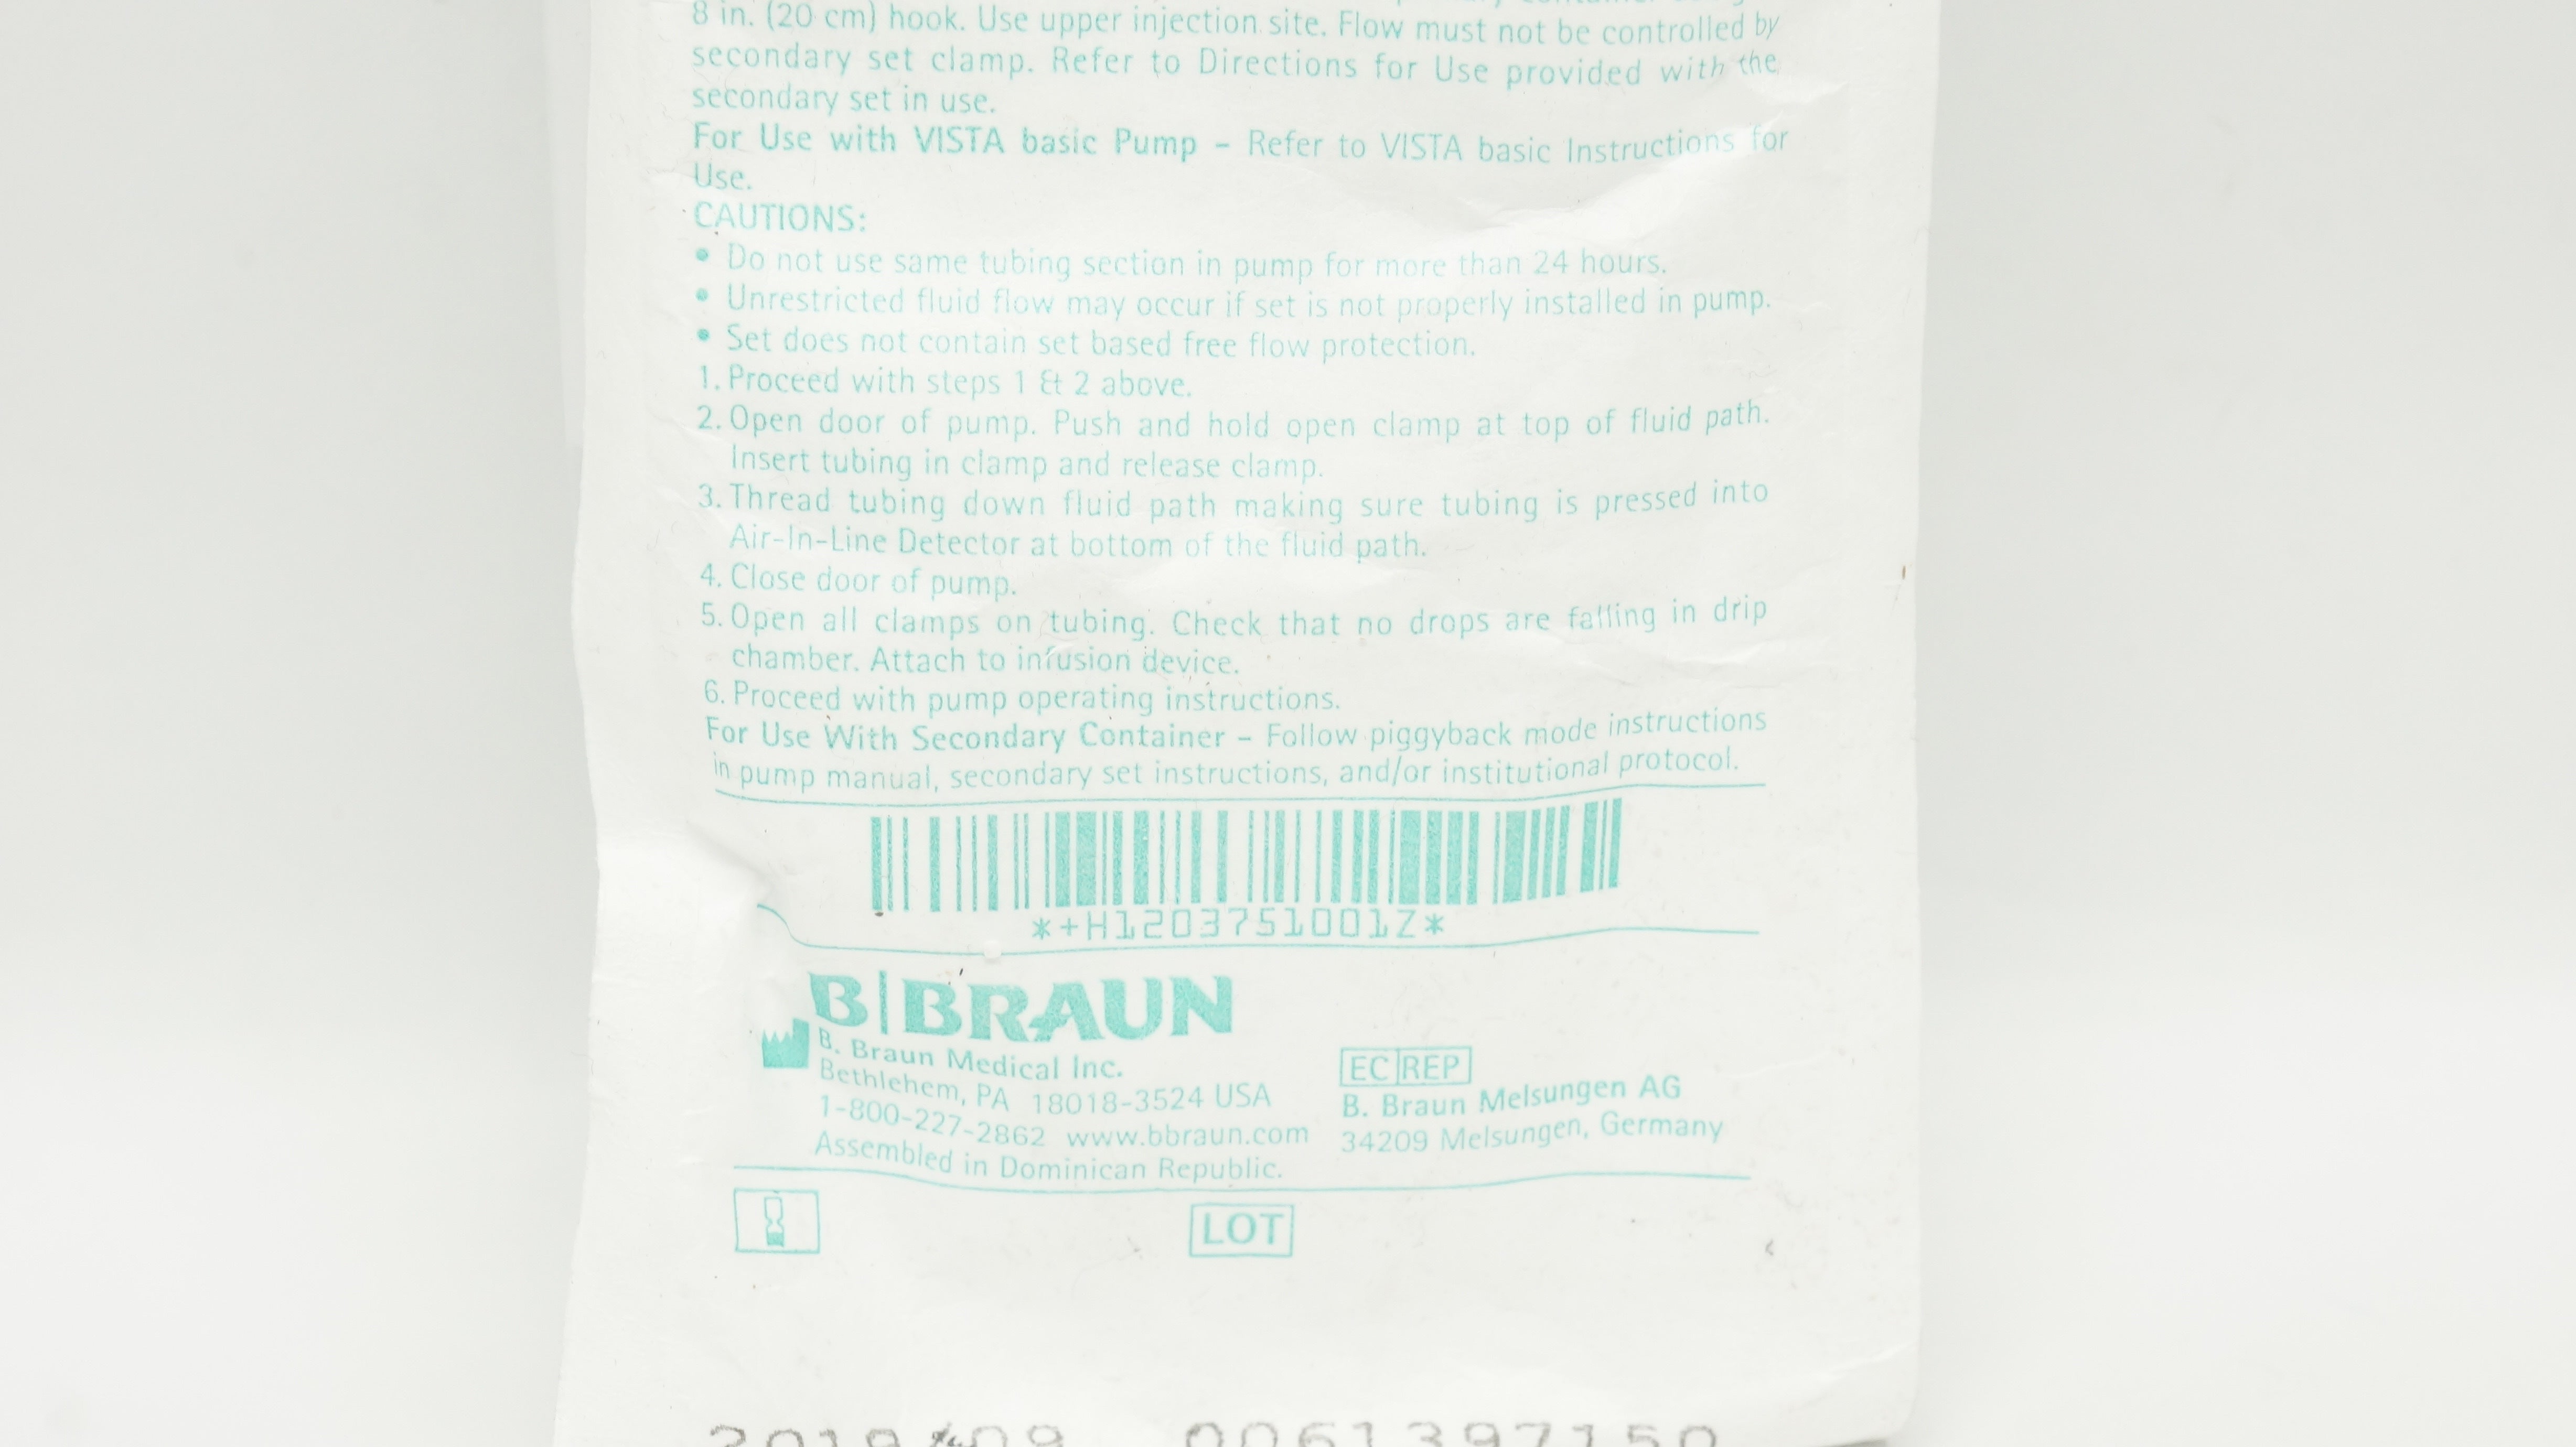 8 in. (20 cm) hook. Use upper injection site. Flow must not be controlled by
secondary set clamp. Refer to Directions for Use provided with the
secondary set in use.
For Use with VISTA basic Pump – Refer to VISTA basic Instructions for
Use.
CAUTIONS:
• Do not use same tubing section in pump for more than 24 hours.
• Unrestricted fluid flow may occur if set is not properly installed in pump.
• Set does not contain set based free flow protection.
1. Proceed with steps 1 & 2 above.
2. Open door of pump. Push and hold open clamp at top of fluid path.
Insert tubing in clamp and release clamp.
3. Thread tubing down fluid path making sure tubing is pressed into
Air-In-Line Detector at bottom of the fluid path.
4. Close door of pump.
5. Open all clamps on tubing. Check that no drops are falling in drip
chamber. Attach to infusion device.
6. Proceed with pump operating instructions.
For Use With Secondary Container – Follow piggyback mode instructions
in pump manual, secondary set instructions, and/or institutional protocol.
*+H1203751001Z*
B|BRAUN
B. Braun Medical Inc.
Bethlehem, PA 18018-3524 USA
1-800-227-2862 www.bbraun.com
Assembled in Dominican Republic.
EC REP
B. Braun Melsungen AG
34209 Melsungen, Germany
LOT
0061397150